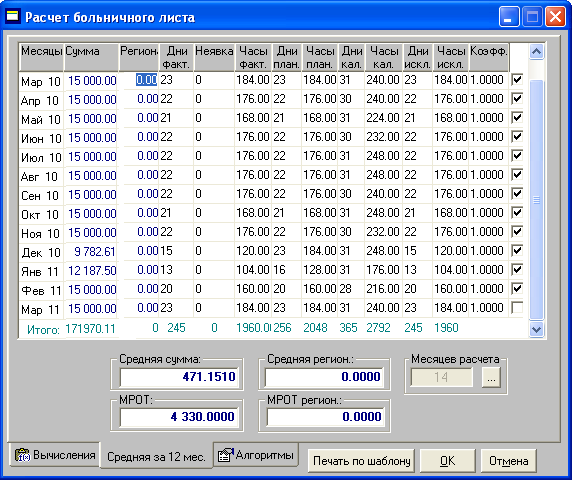 Расчет больничного листа
Месяцы Сумма Региона Дни факт. Неявка Часы факт. Дни план. Часы план. Дни кал. Часы кал. Дни искл. Часы искл. Коэфф.
Мар 10 15 000.00 0.00 23 0 184.00 23 184.00 31 240.00 23 184.00 1.0000
Апр 10 15 000.00 0.00 22 0 176.00 22 176.00 30 240.00 22 176.00 1.0000
Май 10 15 000.00 0.00 21 0 168.00 21 168.00 31 224.00 21 168.00 1.0000
Июн 10 15 000.00 0.00 22 0 176.00 22 176.00 30 232.00 22 176.00 1.0000
Июл 10 15 000.00 0.00 22 0 176.00 22 176.00 31 248.00 22 176.00 1.0000
Авг 10 15 000.00 0.00 22 0 176.00 22 176.00 31 248.00 22 176.00 1.0000
Сен 10 15 000.00 0.00 22 0 176.00 22 176.00 30 240.00 22 176.00 1.0000
Окт 10 15 000.00 0.00 21 0 168.00 21 168.00 31 248.00 21 168.00 1.0000
Ноя 10 15 000.00 0.00 22 0 176.00 22 176.00 30 232.00 22 176.00 1.0000
Дек 10 9 782.61 0.00 15 0 120.00 23 184.00 31 248.00 15 120.00 1.0000
Янв 11 12 187.50 0.00 13 0 104.00 16 128.00 31 176.00 13 104.00 1.0000
Фев 11 15 000.00 0.00 20 0 160.00 20 160.00 28 216.00 20 160.00 1.0000
Мар 11 15 000.00 0.00 23 0 184.00 23 184.00 31 240.00 23 184.00 1.0000
Итого: 171970.11 0 245 0 1960.0 256 2048 365 2792 245 1960
Средняя сумма: Средняя регион.: Месяцев расчета
471.1510 0.0000 14 ...
МРОТ: МРОТ регион.:
4 330.0000 0.0000
Вычисления Средняя за 12 мес. Алгоритмы Печать по шаблону OK Отмена